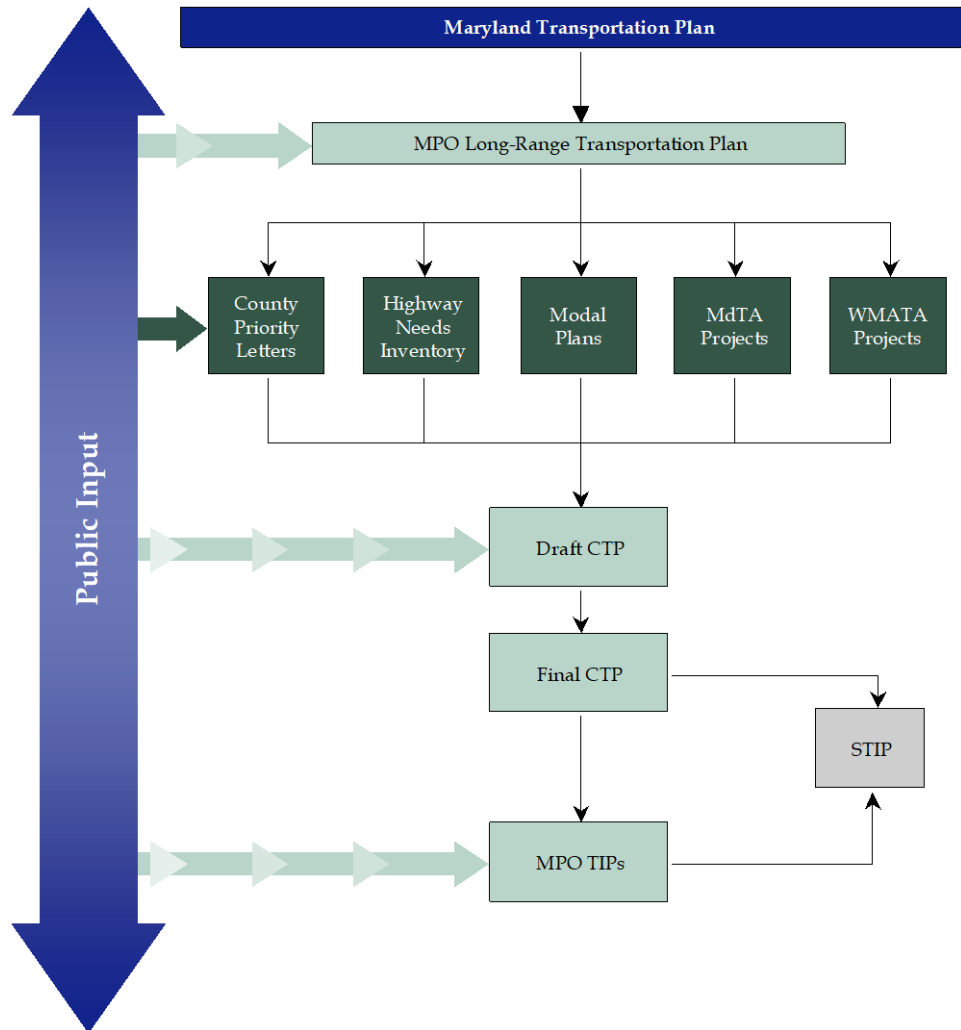 Maryland Transportation Plan
MPO Long-Range Transportation Plan
County
Priority
Letters
Highway
Needs
Inventory
Modal
Plans
MdTA
Projects
WMATA
Projects
Public Input
Draft CTP
Final CTP
STIP
MPO TIPs